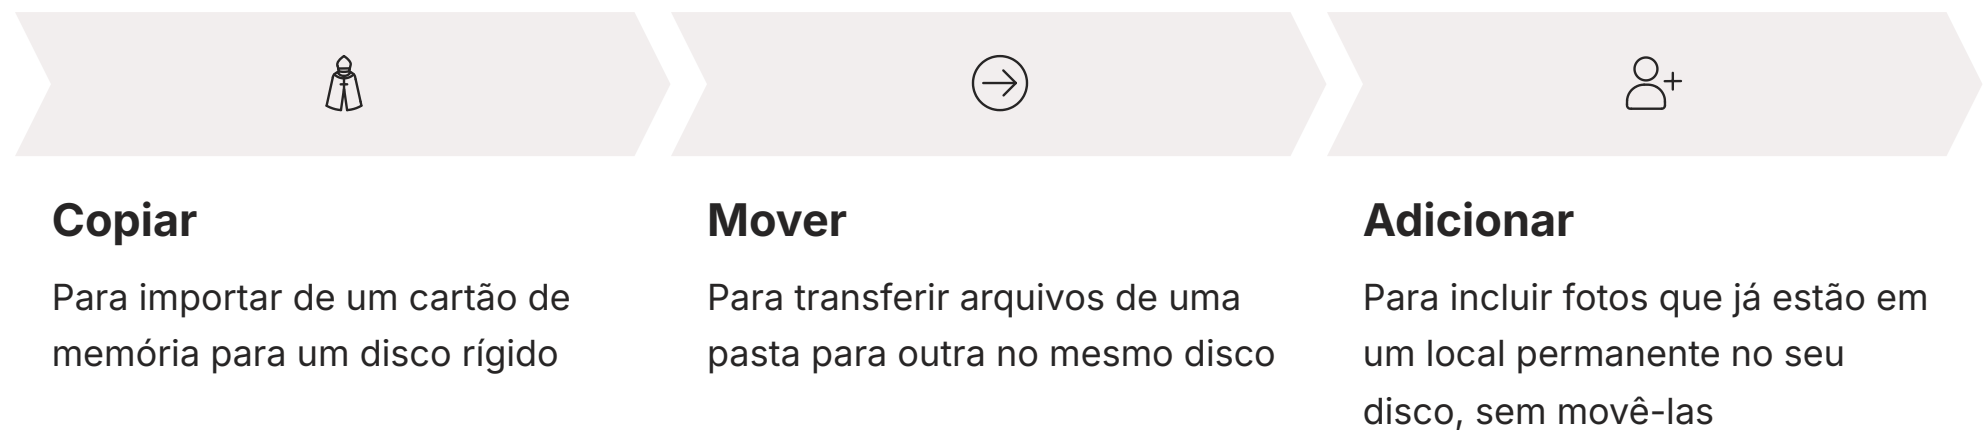 Copiar
Para importar de um cartão de
memória para um disco rígido
Mover
Para transferir arquivos de uma
pasta para outra no mesmo disco
Adicionar
Para incluir fotos que já estão em
um local permanente no seu
disco, sem movê-las